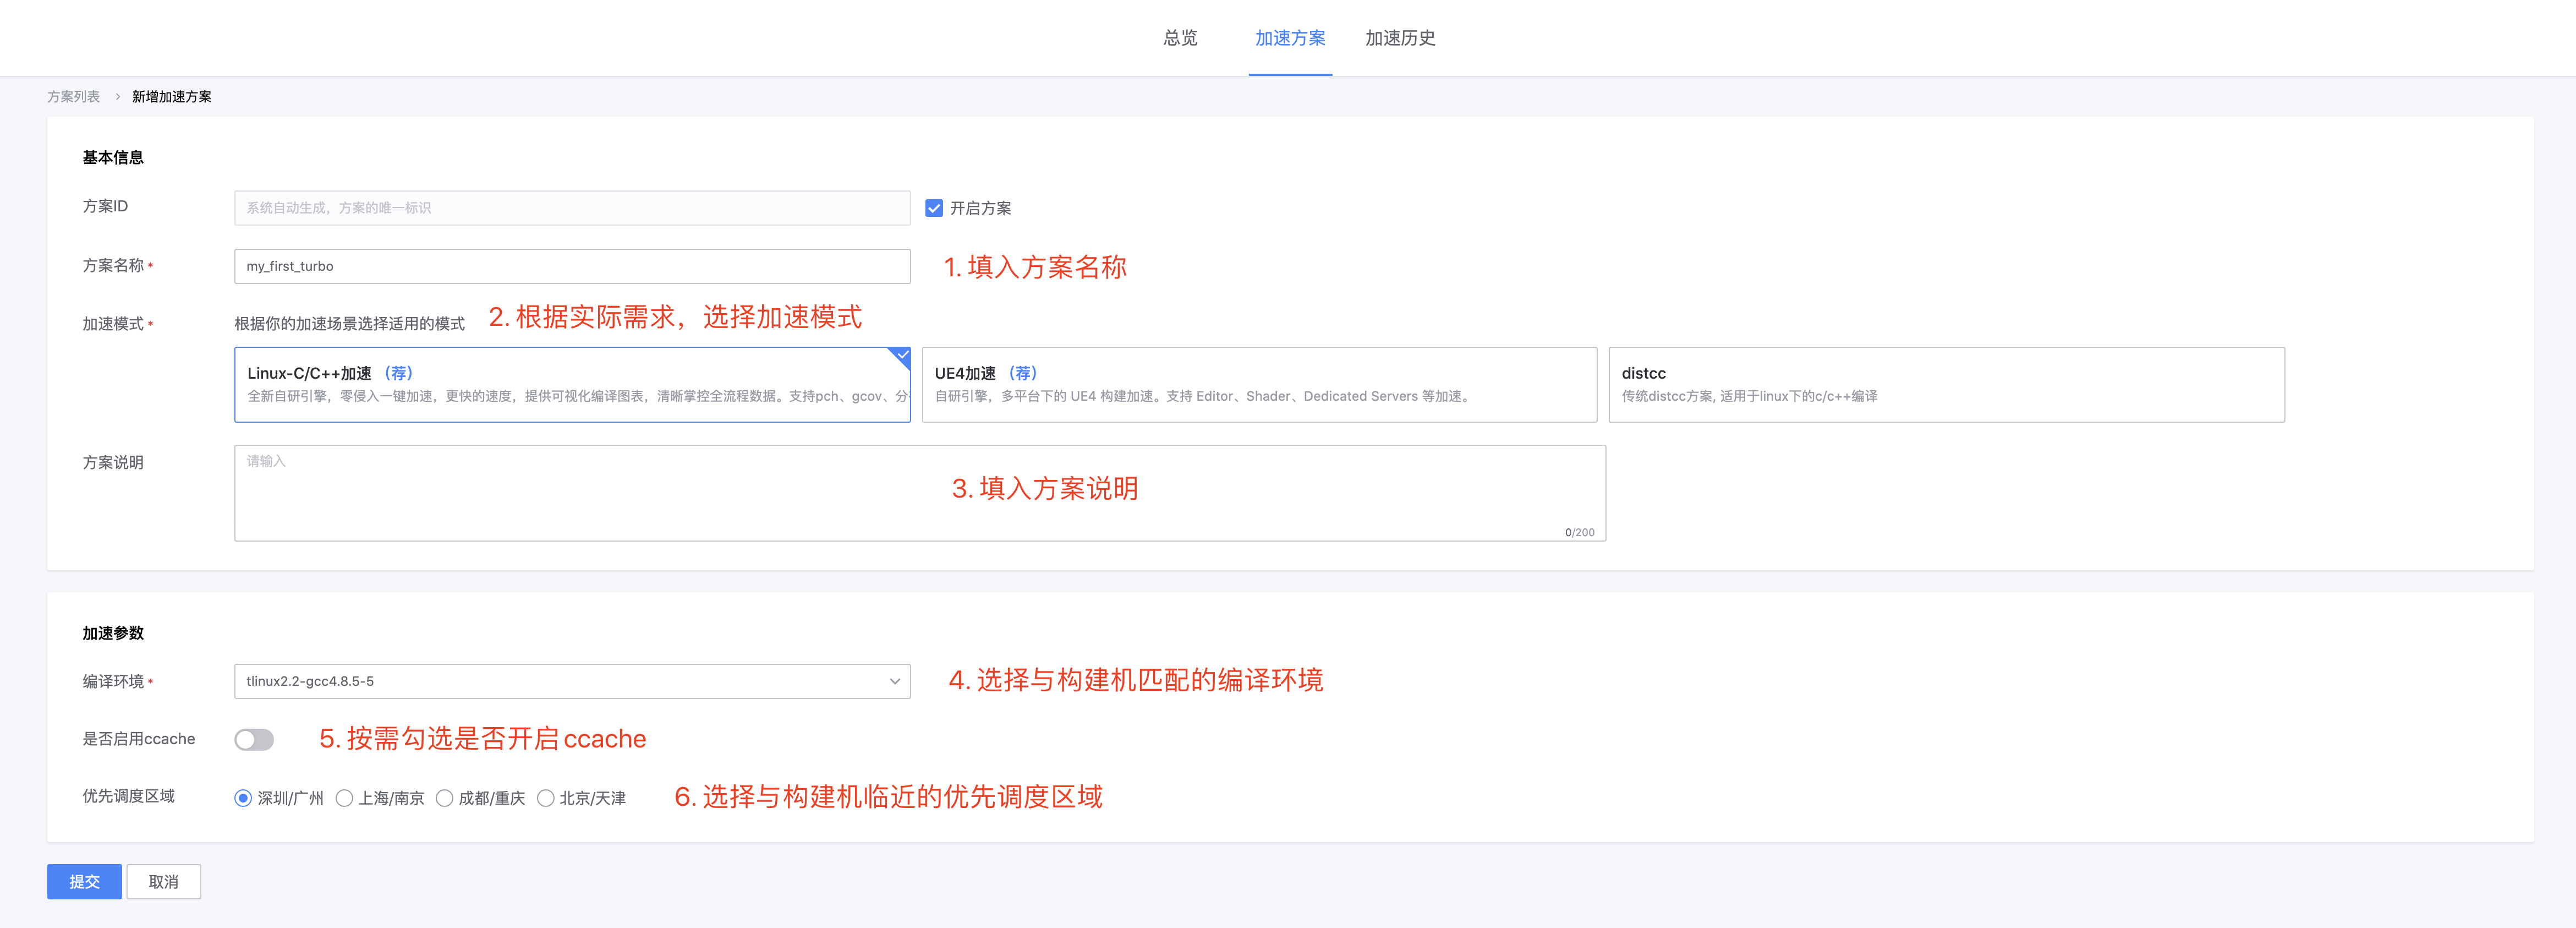 总览 加速方案 加速历史
方案列表 > 新增加速方案
基本信息
方案ID 系统自动生成，方案的唯一标识 开启方案
方案名称* my_first_turbo 1. 填入方案名称
加速模式* 根据你的加速场景选择适用的模式 2. 根据实际需求，选择加速模式
Linux-C/C++加速 （荐） UE4加速 （荐） distcc
全新自研引擎，零侵入一键加速，更快的速度，提供可视化编译图表，清晰掌控全流程数据。支持pch、gcov、分 自研引擎，多平台下的 UE4 构建加速。支持 Editor、Shader、Dedicated Servers 等加速。 传统distcc方案, 适用于linux下的c/c++编译
方案说明 请输入
3. 填入方案说明
0/200
加速参数
编译环境* tlinux2.2-gcc4.8.5-5 4. 选择与构建机匹配的编译环境
是否启用ccache 5. 按需勾选是否开启ccache
优先调度区域 深圳/广州 上海/南京 成都/重庆 北京/天津 6. 选择与构建机临近的优先调度区域
提交 取消